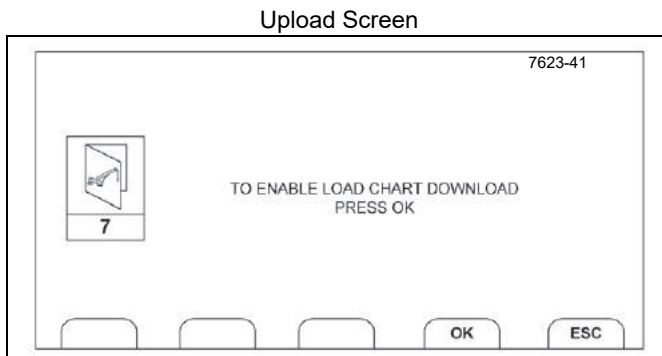 Upload Screen
7623-41
TO ENABLE LOAD CHART DOWNLOAD
PRESS OK
7
OK
ESC